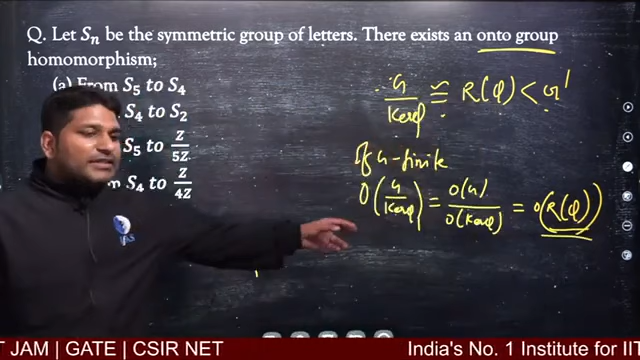 Q. Let Sₙ be the symmetric group of letters. There exists an onto group
homomorphism;
(a) From S₅ to S₄
S₄ to S₂
S₅ to Z/5Z
S₄ to Z/4Z
G/Kerφ ≅ R(φ) < G'
If G-finite
O(G/Kerφ) = O(G)/O(Kerφ) = O(R(φ))
IAS
T JAM | GATE | CSIR NET
India's No. 1 Institute for IIT